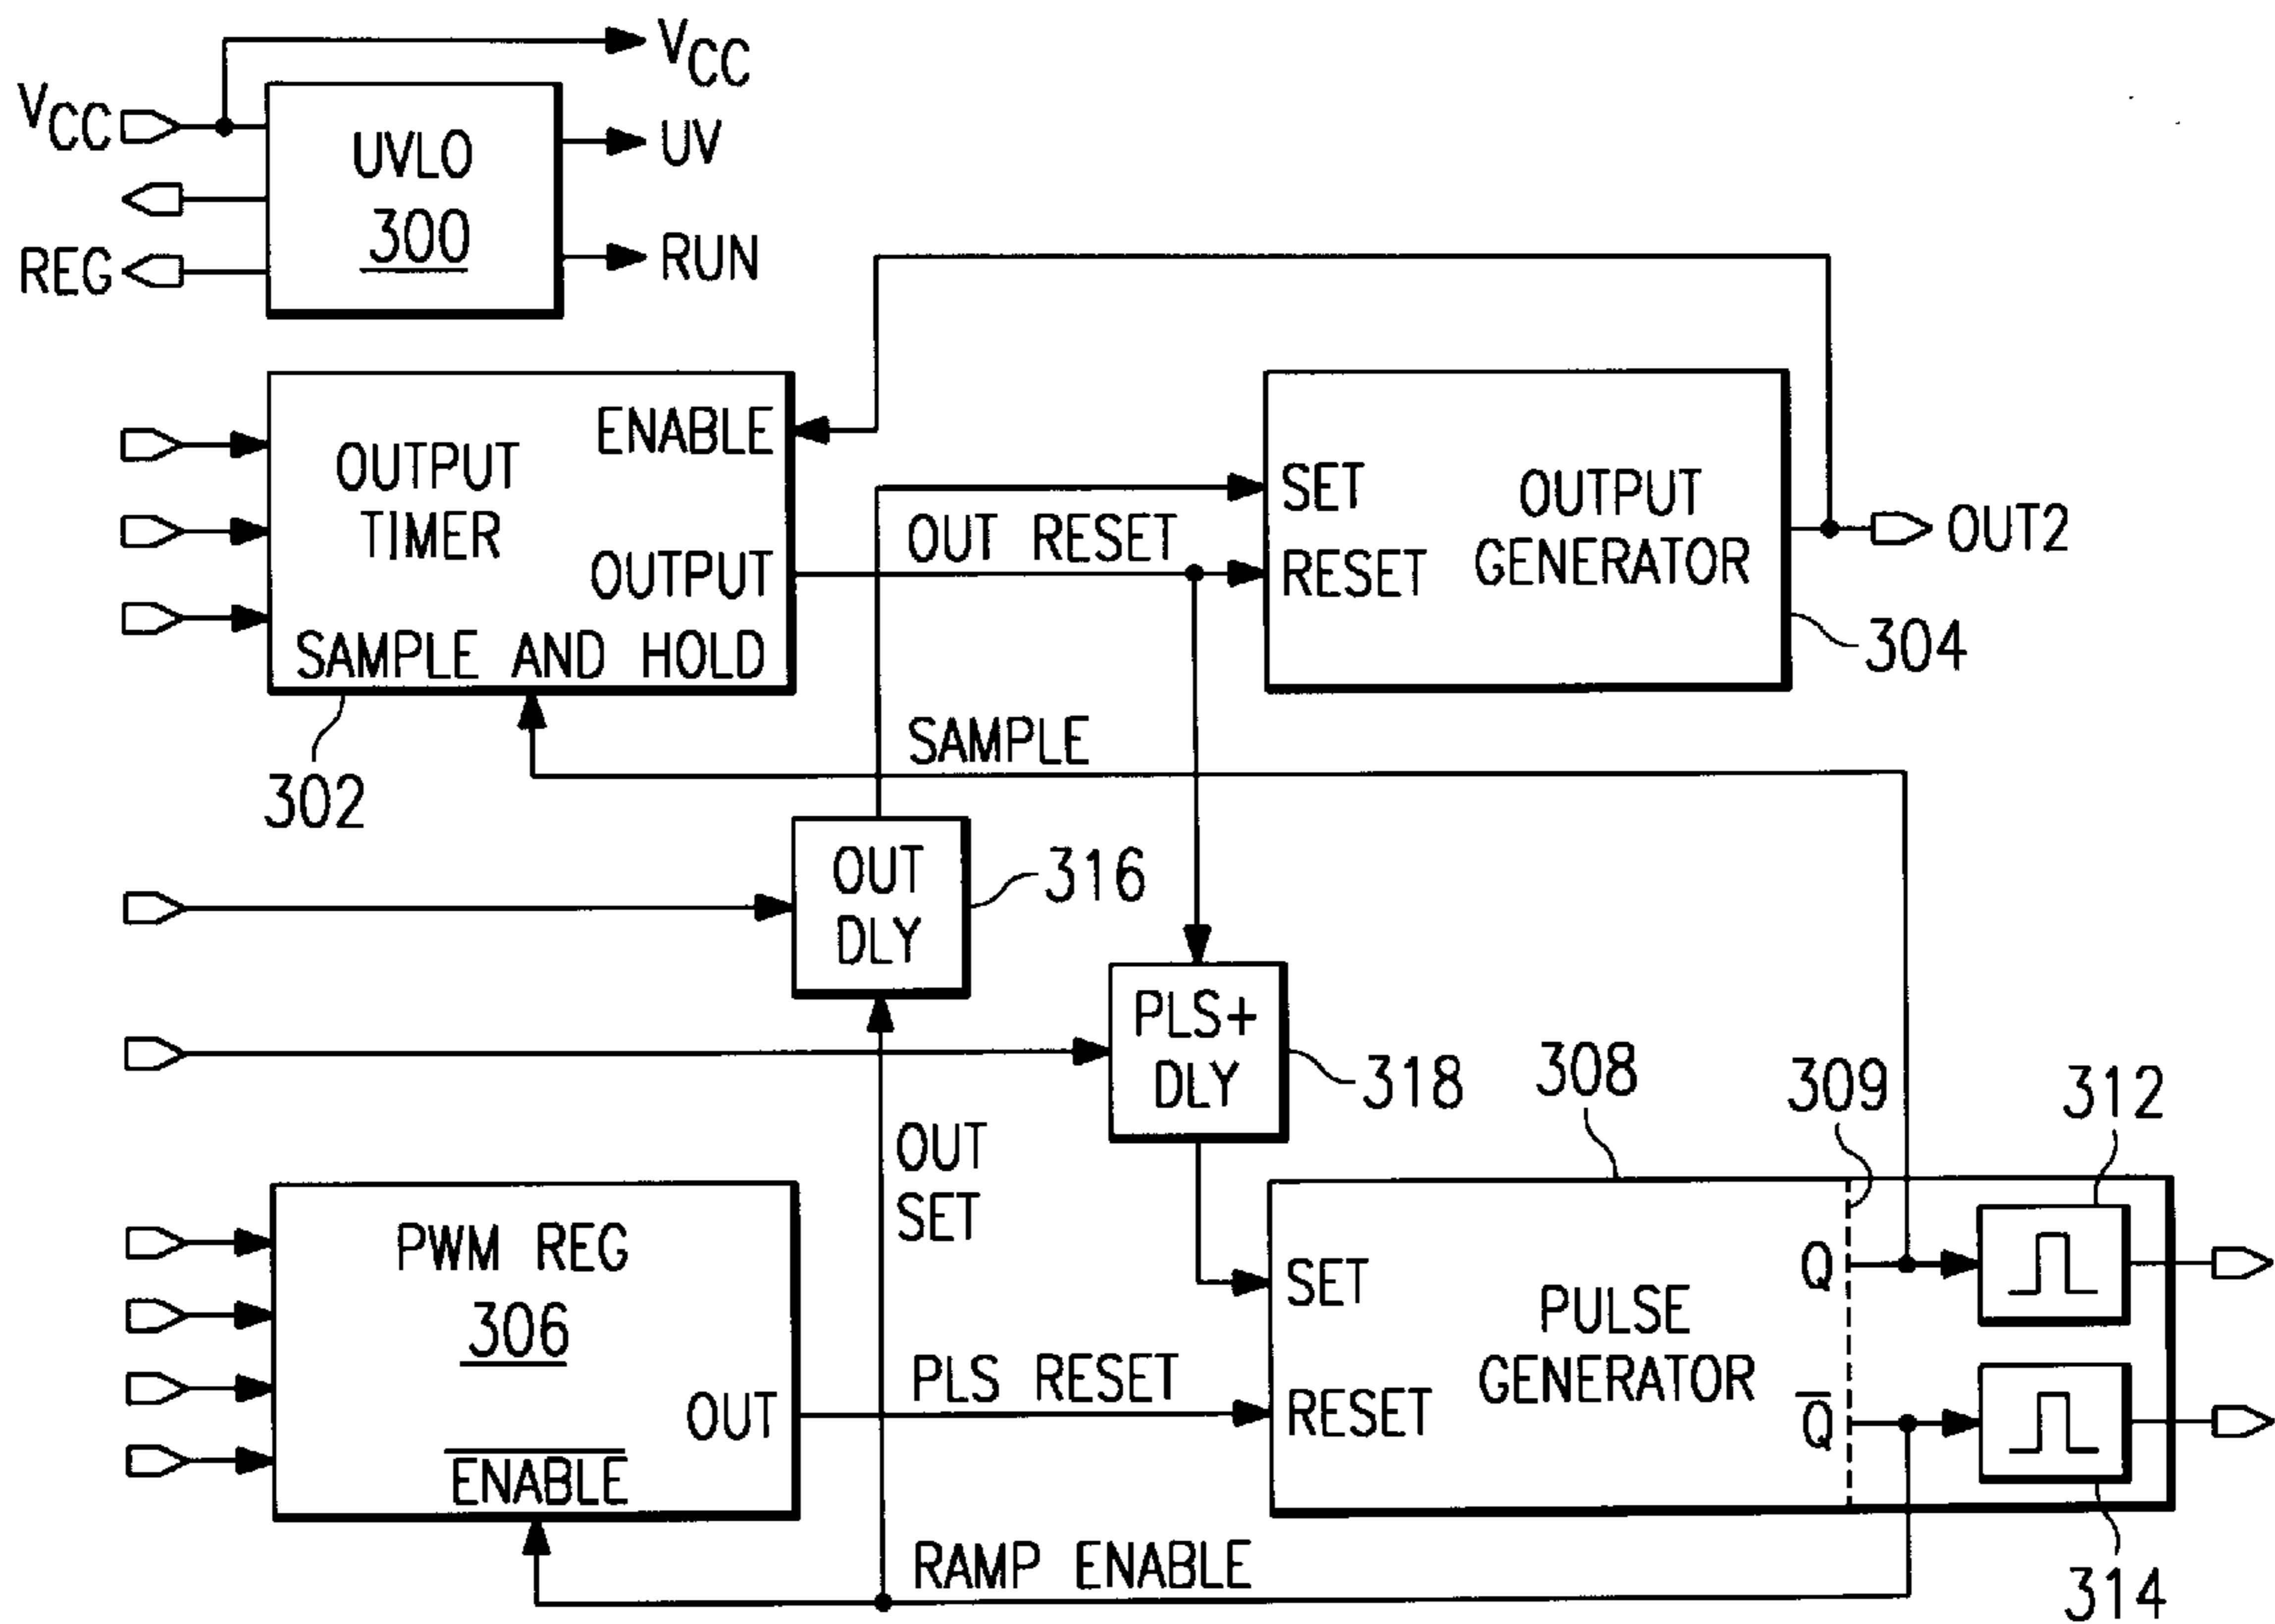 VCC
VCC
UVLO
300
UV
REG
RUN
OUTPUT
TIMER
ENABLE
OUTPUT
SAMPLE AND HOLD
302
OUT RESET
SET
RESET
OUTPUT
GENERATOR
OUT2
304
SAMPLE
OUT
DLY
316
PLS+
DLY
318
OUT
SET
308
309
312
PWM REG
306
OUT
ENABLE
PLS RESET
SET
RESET
PULSE
GENERATOR
Q
Q̅
RAMP ENABLE
314